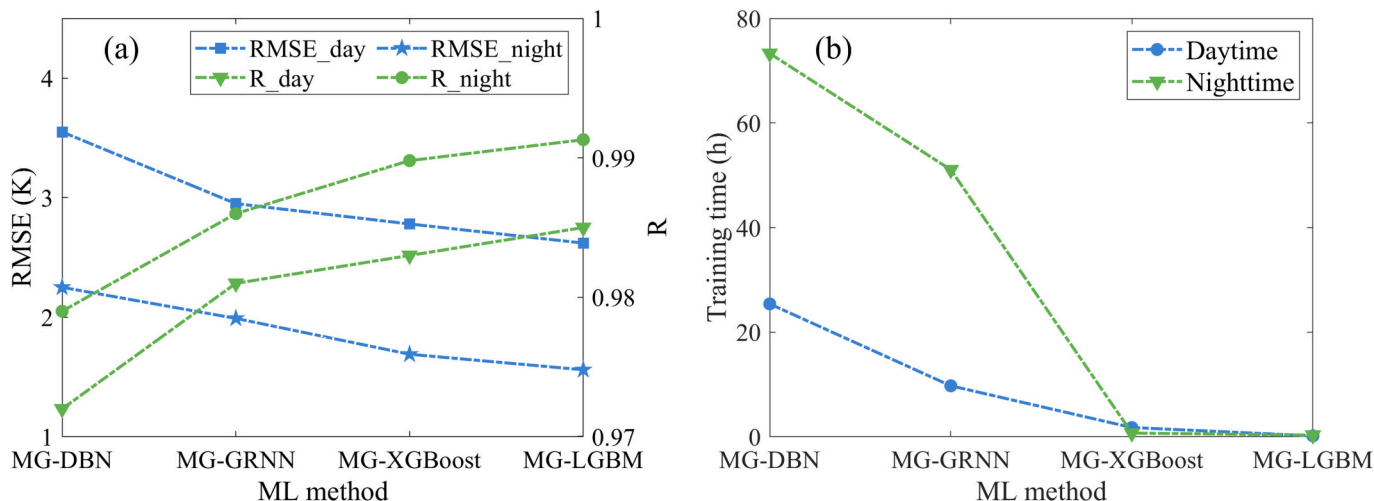 (a)
RMSE_day
RMSE_night
R_day
R_night
RMSE (K)
4
3
2
1
R
1
0.99
0.98
0.97
MG-DBN
MG-GRNN
MG-XGBoost
MG-LGBM
ML method
(b)
Daytime
Nighttime
Training time (h)
80
60
40
20
0
MG-DBN
MG-GRNN
MG-XGBoost
MG-LGBM
ML method